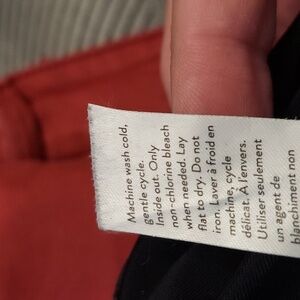 Machine wash cold,
gentle cycle.
Inside out. Only
non-chlorine bleach
when needed. Lay
flat to dry. Do not
iron. Laver à froid en
machine, cycle
délicat. À l'envers.
Utiliser seulement
un agent de
blanchiment non